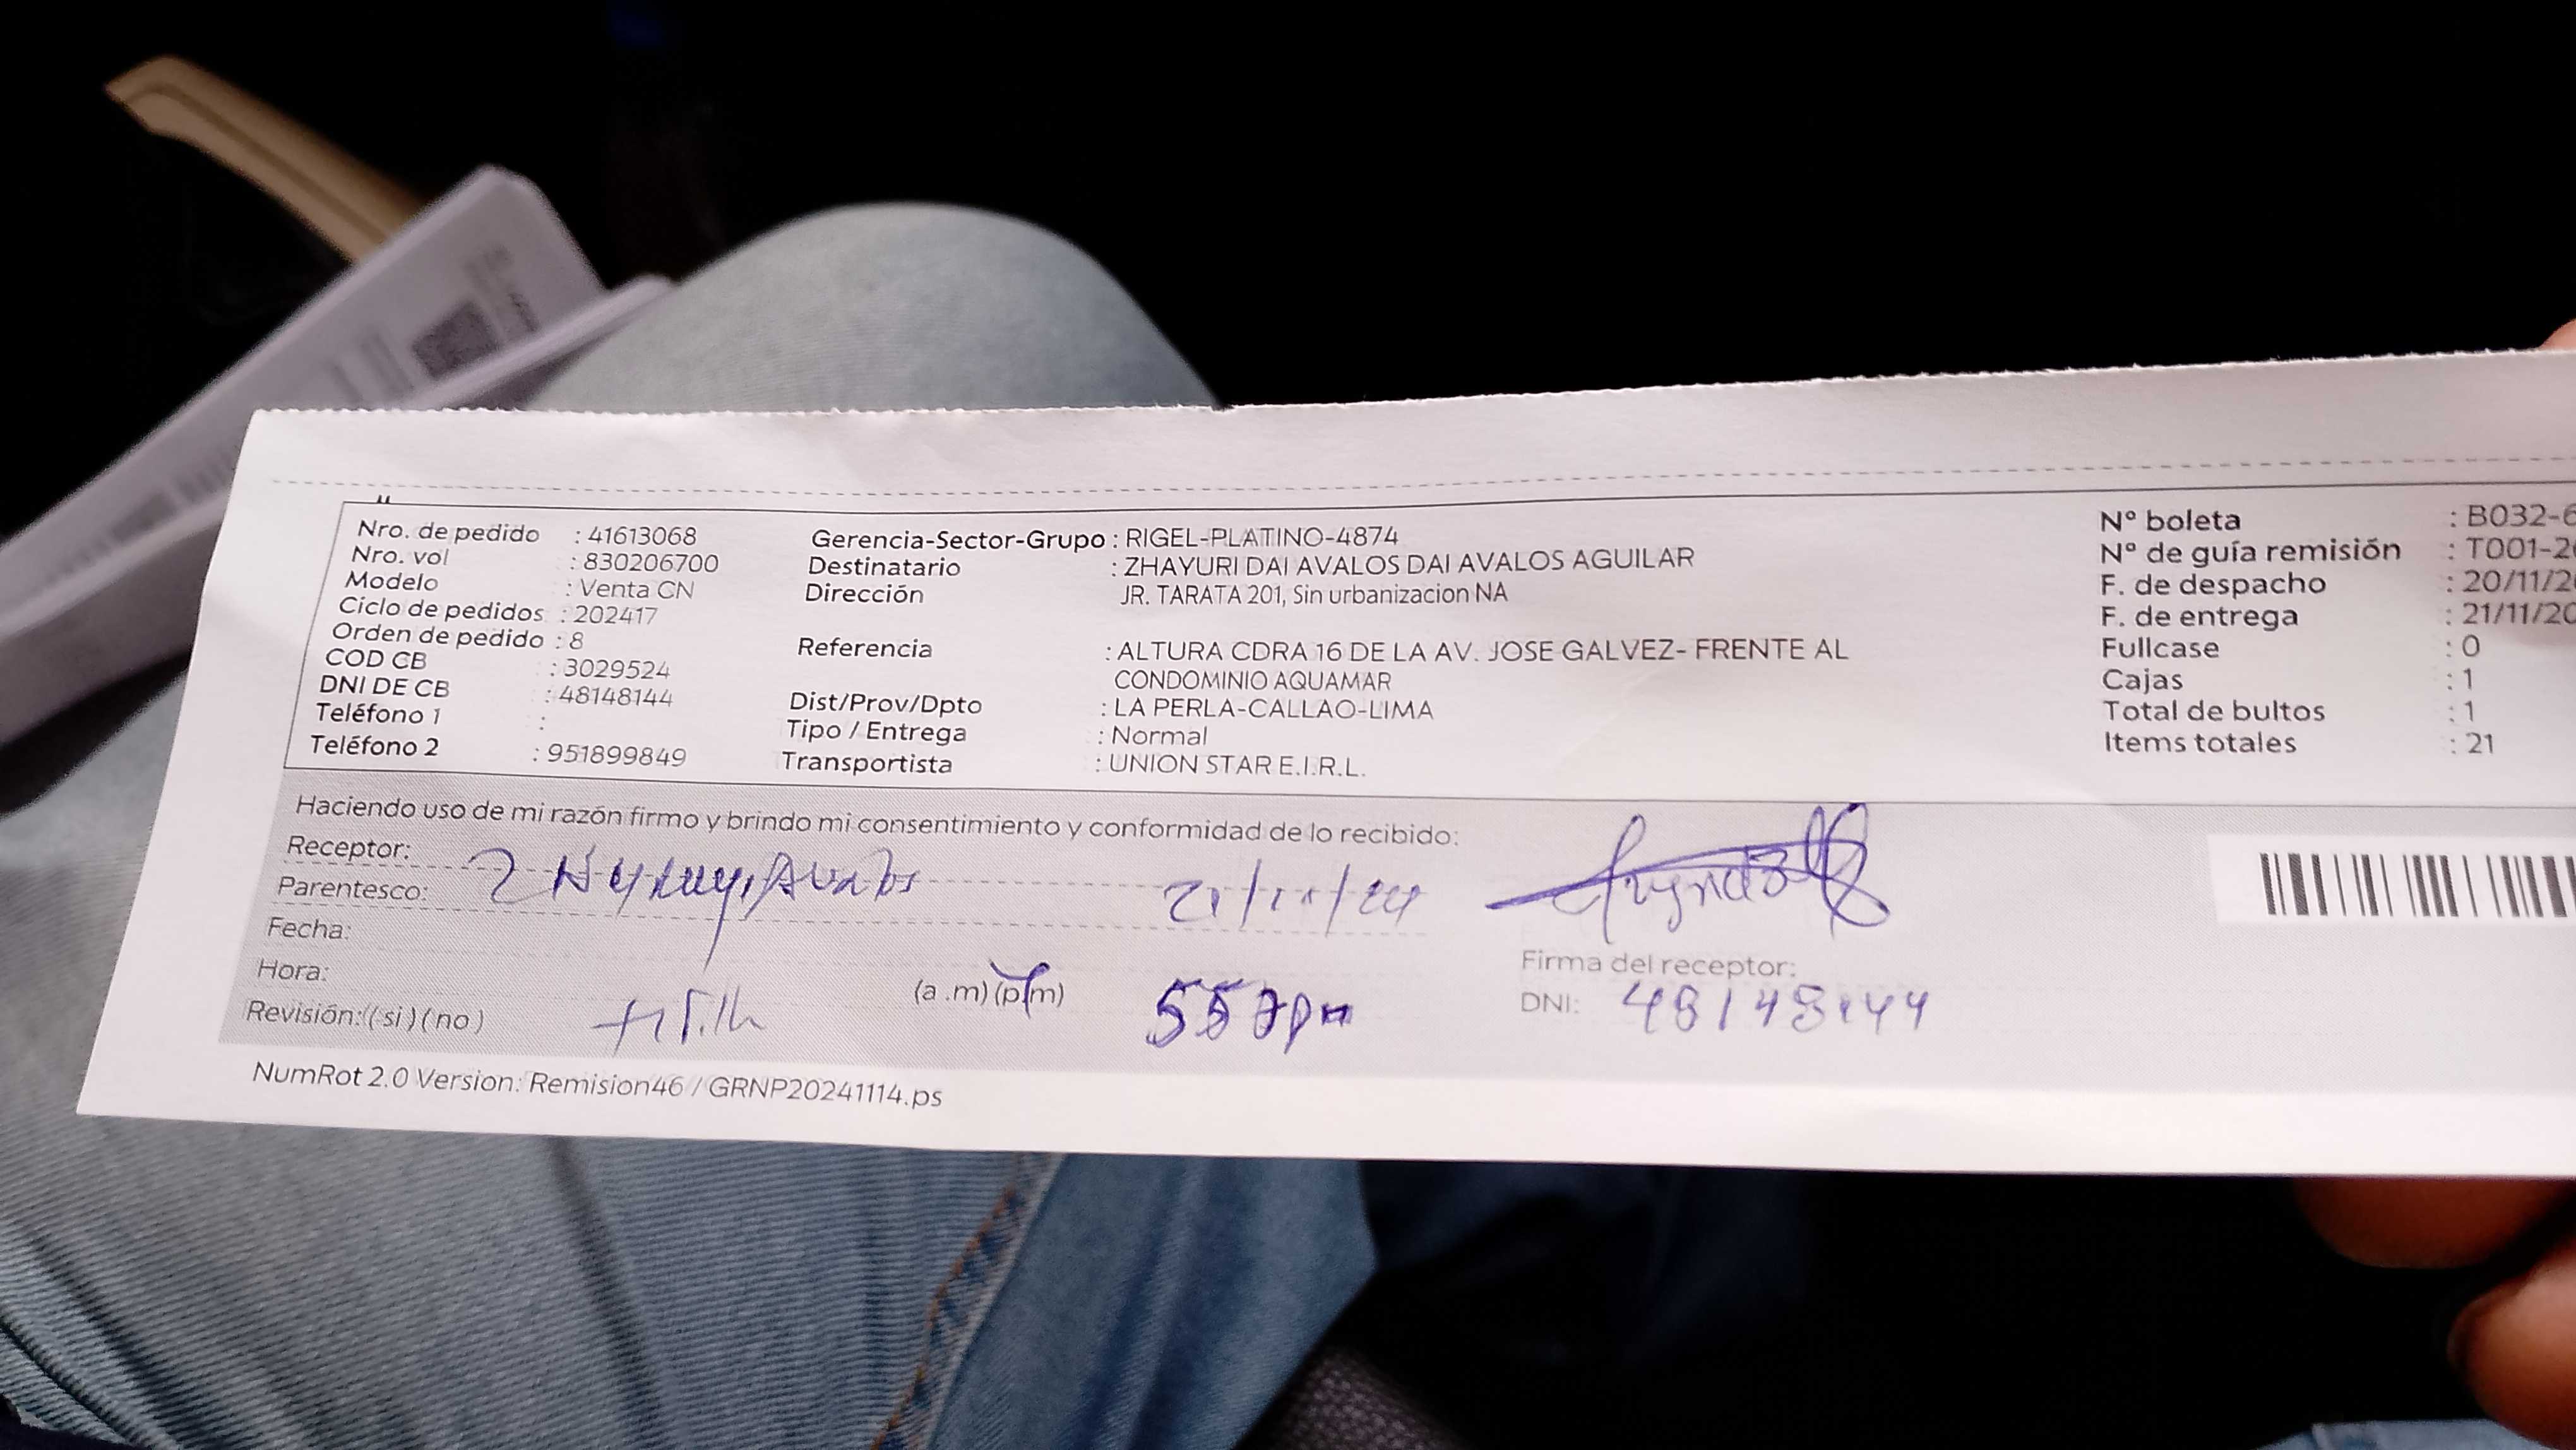 Nro. de pedido : 41613068
Nro. vol : 830206700
Modelo : Venta CN
Ciclo de pedidos : 202417
Orden de pedido : 8
COD CB : 3029524
DNI DE CB : 48148144
Teléfono 1 :
Teléfono 2 : 951899849
Gerencia-Sector-Grupo : RIGEL-PLATINO-4874
Destinatario : ZHAYURI DAI AVALOS DAI AVALOS AGUILAR
Dirección JR. TARATA 201, Sin urbanizacion NA
Referencia : ALTURA CDRA 16 DE LA AV. JOSE GALVEZ- FRENTE AL
CONDOMINIO AQUAMAR
Dist/Prov/Dpto : LA PERLA-CALLAO-LIMA
Tipo / Entrega : Normal
Transportista : UNION STAR E.I.R.L.
N° boleta : B032-6
N° de guía remisión : T001-2
F. de despacho : 20/11/2
F. de entrega : 21/11/20
Fullcase : 0
Cajas : 1
Total de bultos : 1
Items totales : 21
Haciendo uso de mi razón firmo y brindo mi consentimiento y conformidad de lo recibido:
Receptor: Avalos
Parentesco: 21/11/24
Fecha:
Hora: (a .m) (p.m) 557pm
Revisión: (si) (no)
Firma del receptor:
DNI: 48148144
NumRot 2.0 Version: Remision46 / GRNP20241114.ps